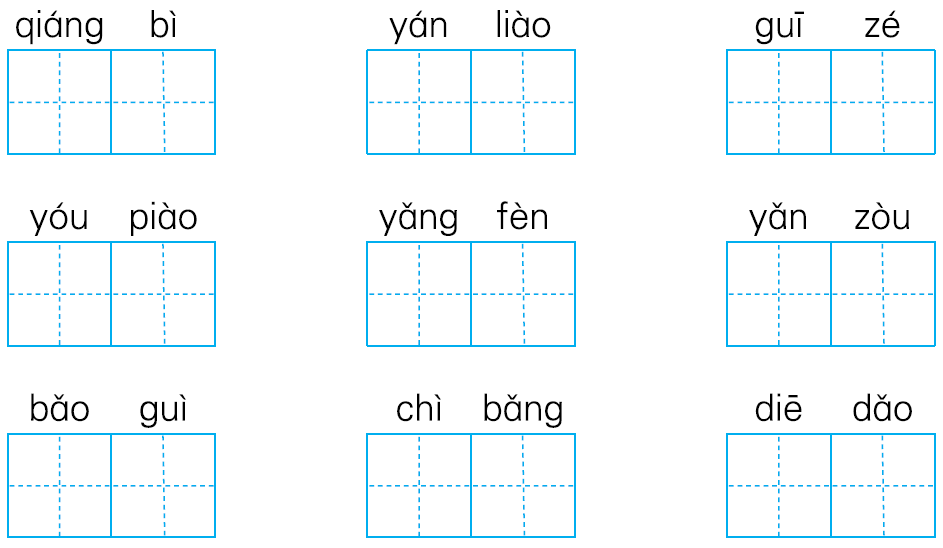 qiáng bì yán liào guī zé
yóu piào yǎng fèn yǎn zòu
bǎo guì chì bǎng diē dǎo